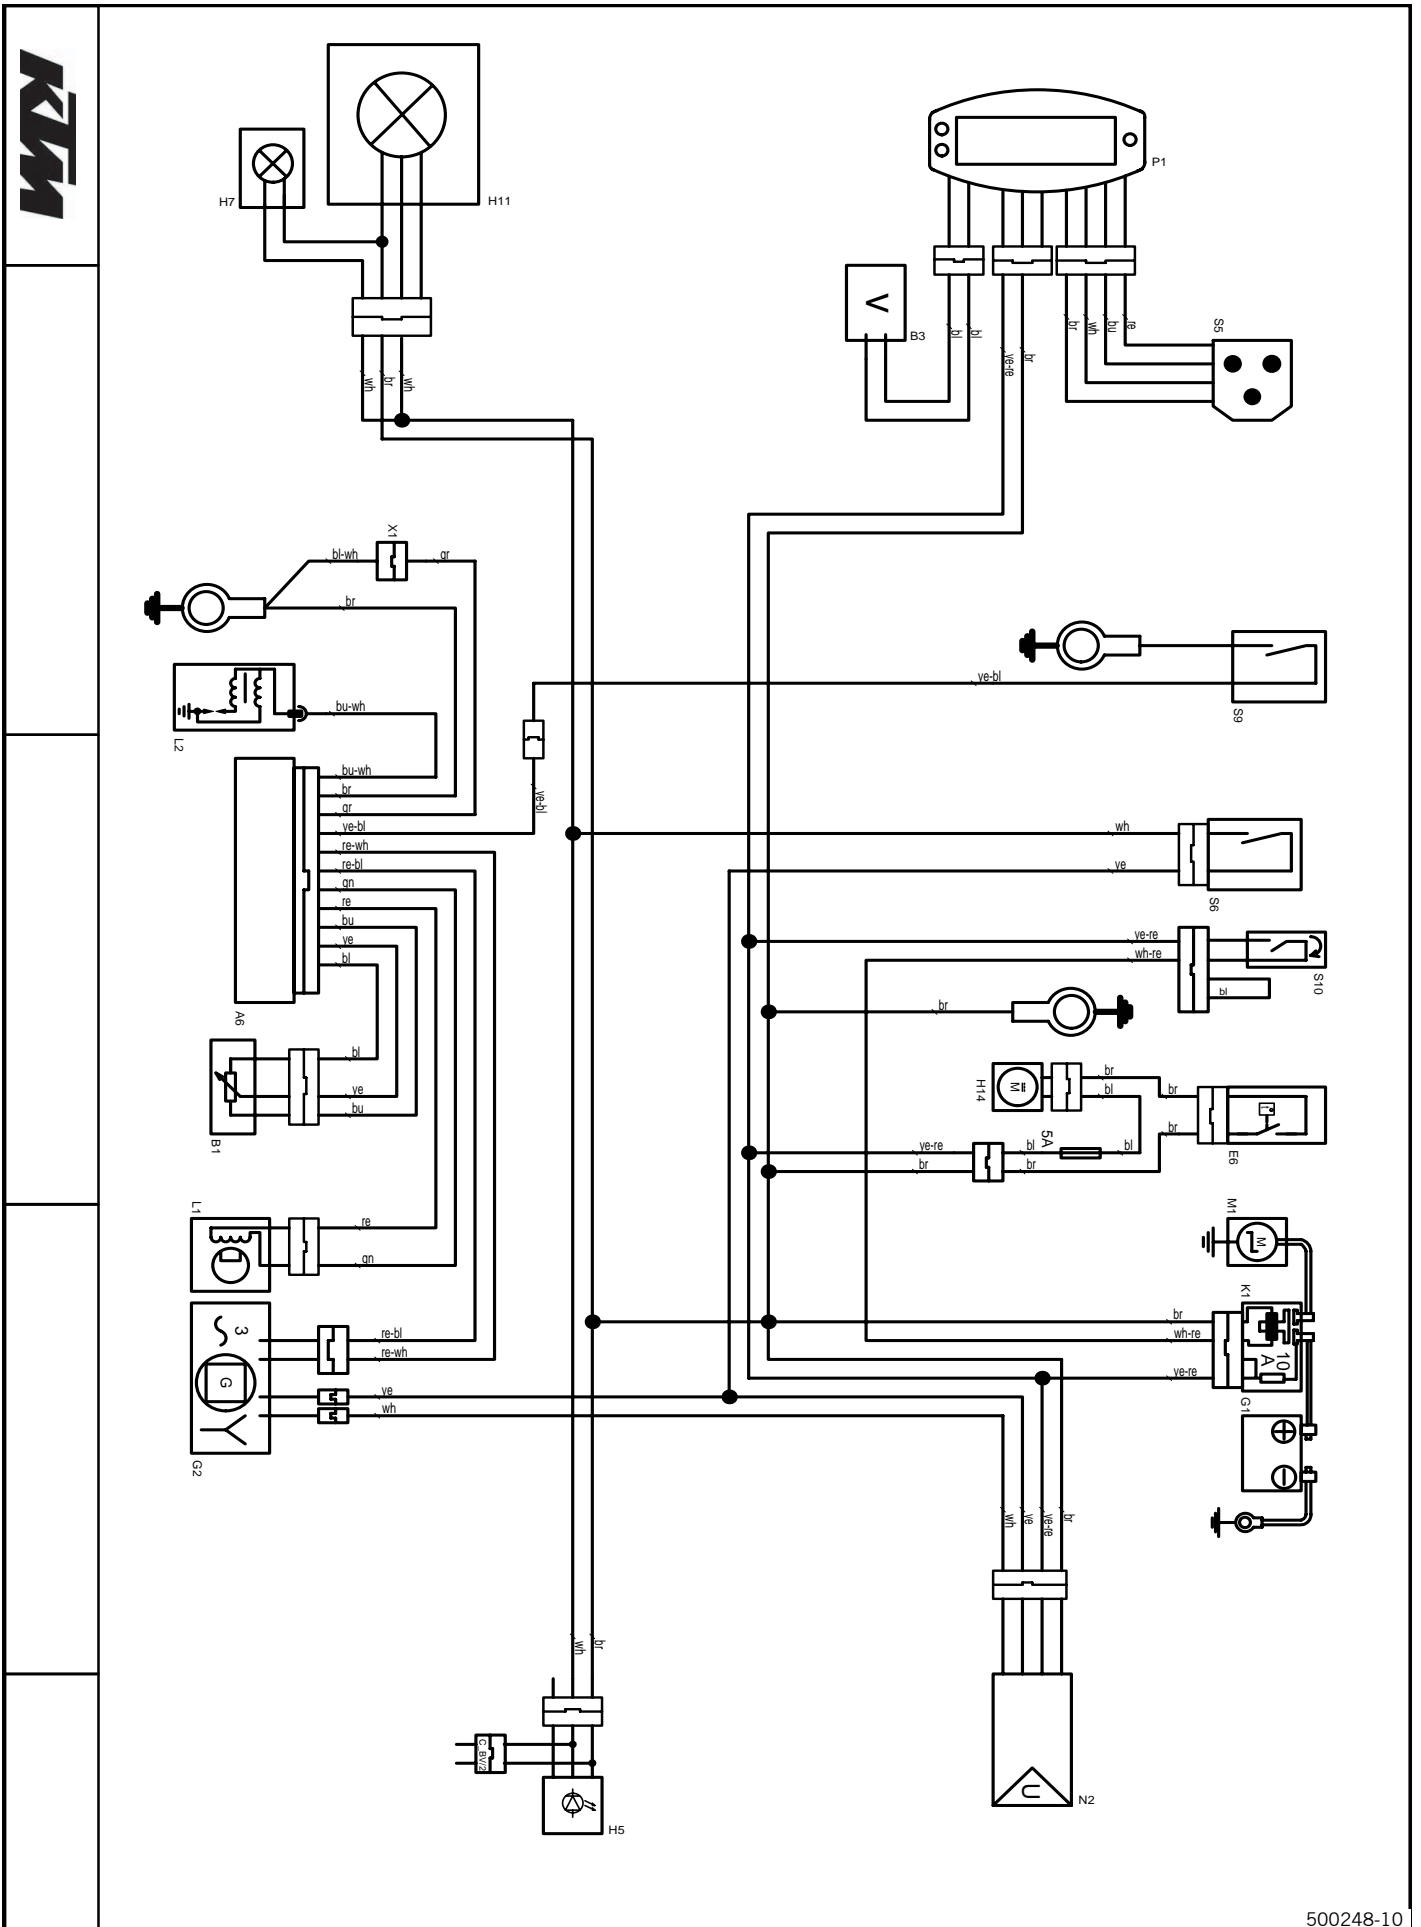 KTM
H7
H11
P1
V
B3
bl
bl
ye-re
br
br
wh
bu
re
S5
wh
br
wh
X1
bl-wh
gr
br
L2
bu-wh
ye-bl
S9
bu-wh
br
gr
ye-bl
re-wh
re-bl
gn
re
bu
ye
bl
A6
ye-bl
wh
ye
S6
ye-re
wh-re
bl
S10
br
H14
M
br
bl
br
br
E6
5A
bl
bl
ye-re
br
br
B1
bl
ye
bu
L1
re
gn
M1
M
K1
br
wh-re
ye-re
10
A
G1
3
G
G2
re-bl
re-wh
ye
wh
wh
ye
ye-re
br
U
N2
wh
br
C_BV/2
H5
500248-10